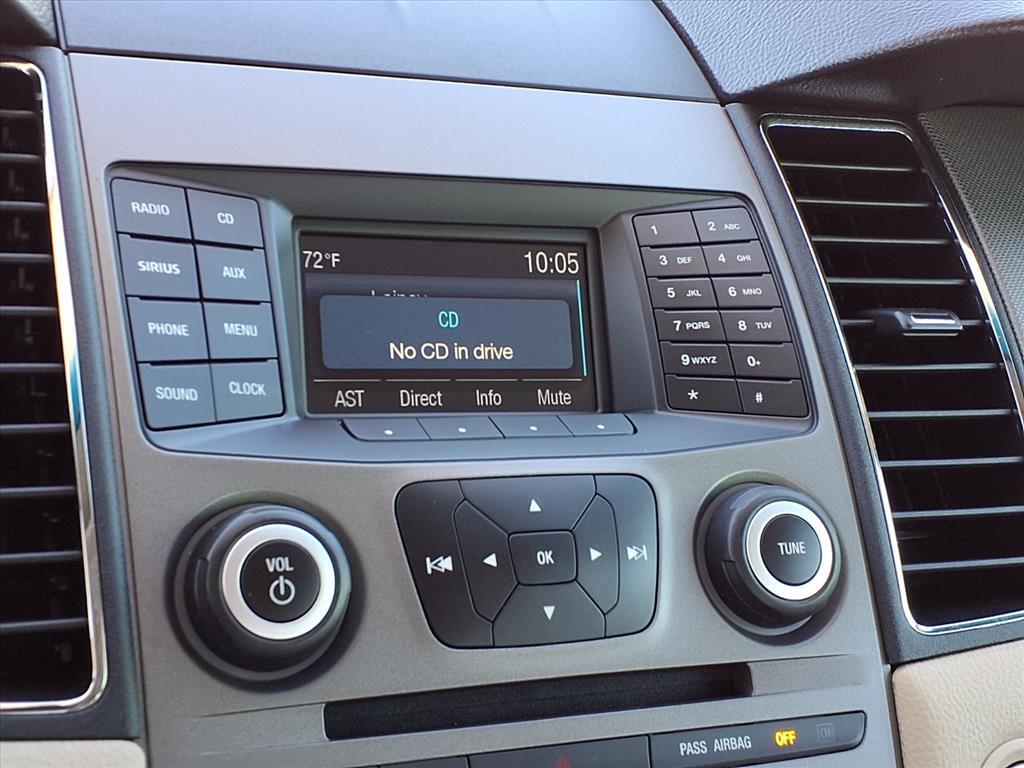 RADIO CD
SIRIUS AUX
PHONE MENU
SOUND CLOCK
72°F 10:05
CD
No CD in drive
AST Direct Info Mute
1 2 ABC
3 DEF 4 GHI
5 JKL 6 MNO
7 PQRS 8 TUV
9 WXYZ 0+
* #
VOL
OK
TUNE
PASS AIRBAG OFF ON